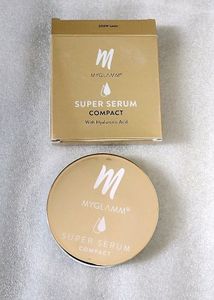 M
MYGLAMM®
SUPER SERUM
COMPACT
With Hyaluronic Acid
M
MYGLAMM®
SUPER SERUM
COMPACT